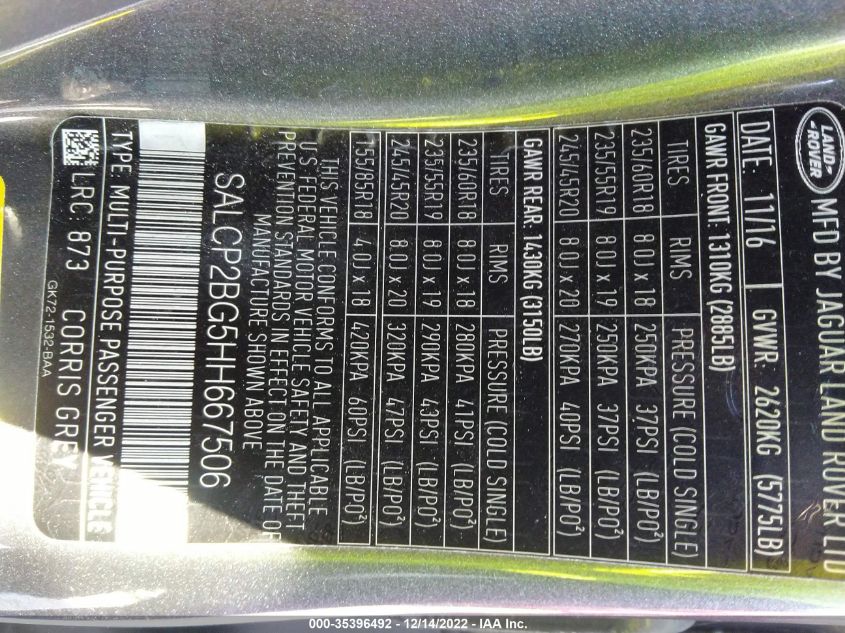 LAND
ROVER
MFD BY JAGUAR LAND ROVER LTD
DATE: 11/16 GVWR: 2620KG (5775LB)
GAWR FRONT: 1310KG (2885LB)
TIRES RIMS PRESSURE (COLD SINGLE)
235/60R18 8.0J x 18 250KPA 37PSI (LB/PO²)
235/55R19 8.0J x 19 250KPA 37PSI (LB/PO²)
245/45R20 8.0J x 20 270KPA 40PSI (LB/PO²)
GAWR REAR: 1430KG (3150LB)
TIRES RIMS PRESSURE (COLD SINGLE)
235/60R18 8.0J x 18 280KPA 41PSI (LB/PO²)
235/55R19 8.0J x 19 290KPA 43PSI (LB/PO²)
245/45R20 8.0J x 20 320KPA 47PSI (LB/PO²)
155/85R18 4.0J x 18 420KPA 60PSI (LB/PO²)
THIS VEHICLE CONFORMS TO ALL APPLICABLE
U S FEDERAL MOTOR VEHICLE SAFETY AND THEFT
PREVENTION STANDARDS IN EFFECT ON THE DATE OF
MANUFACTURE SHOWN ABOVE
SALCP2BG5HH667506
TYPE: MULTI-PURPOSE PASSENGER VEHICLE
LRC 873 CORRIS GREY
GK72-1532-BAA
000-35396492 - 12/14/2022 - IAA Inc.